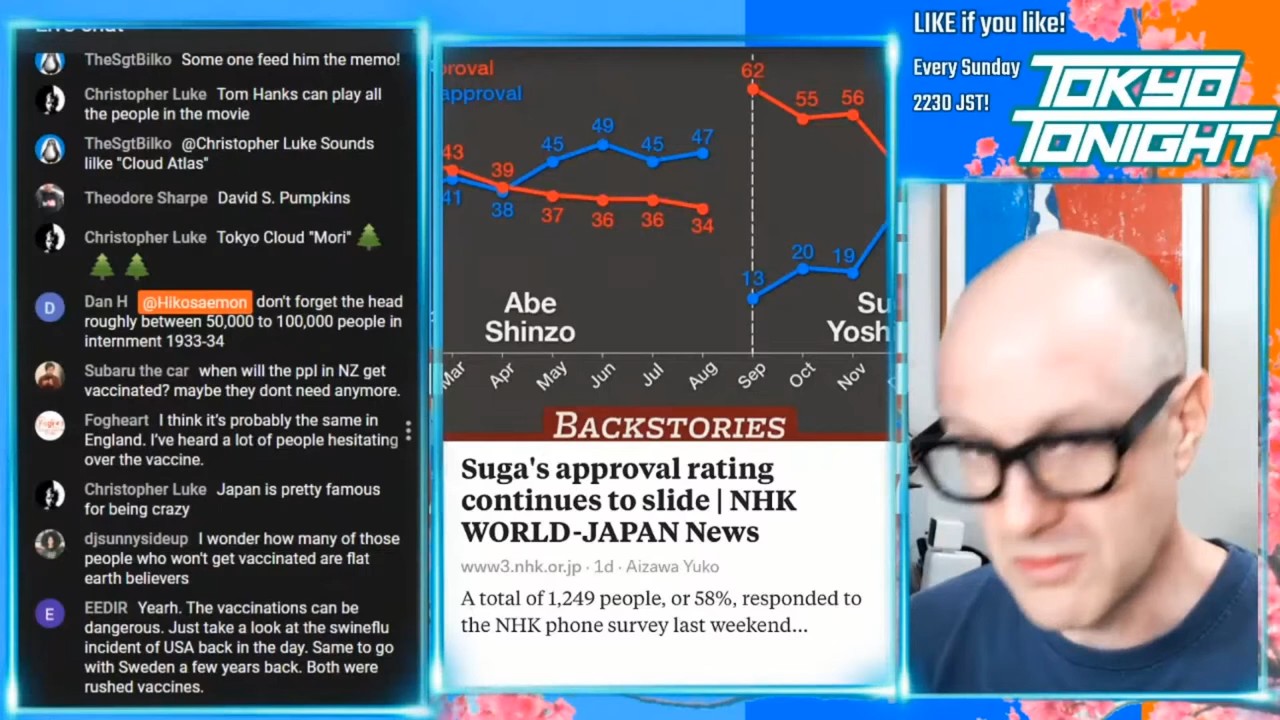 Live chat
TheSgtBilko Some one feed him the memo!
Christopher Luke Tom Hanks can play all
the people in the movie
TheSgtBilko @Christopher Luke Sounds
lilke "Cloud Atlas"
Theodore Sharpe David S. Pumpkins
Christopher Luke Tokyo Cloud "Mori" 🌲
🌲 🌲
D
Dan H @Hikosaemon don't forget the head
roughly between 50,000 to 100,000 people in
internment 1933-34
Subaru the car when will the ppl in NZ get
vaccinated? maybe they dont need anymore.
Fogheart I think it's probably the same in
England. I've heard a lot of people hesitating
over the vaccine.
Christopher Luke Japan is pretty famous
for being crazy
djsunnysideup I wonder how many of those
people who won't get vaccinated are flat
earth believers
E
EEDIR Yearh. The vaccinations can be
dangerous. Just take a look at the swineflu
incident of USA back in the day. Same to go
with Sweden a few years back. Both were
rushed vaccines.
roval
approval
43 39 37 36 36 34
41 38 45 49 45 47
62 55 56
13 20 19
Abe
Shinzo
Su
Yosh
Mar Apr May Jun Jul Aug Sep Oct Nov
BACKSTORIES
Suga's approval rating
continues to slide | NHK
WORLD-JAPAN News
www3.nhk.or.jp · 1d · Aizawa Yuko
A total of 1,249 people, or 58%, responded to
the NHK phone survey last weekend...
LIKE if you like!
Every Sunday
2230 JST!
TOKYO
TONIGHT